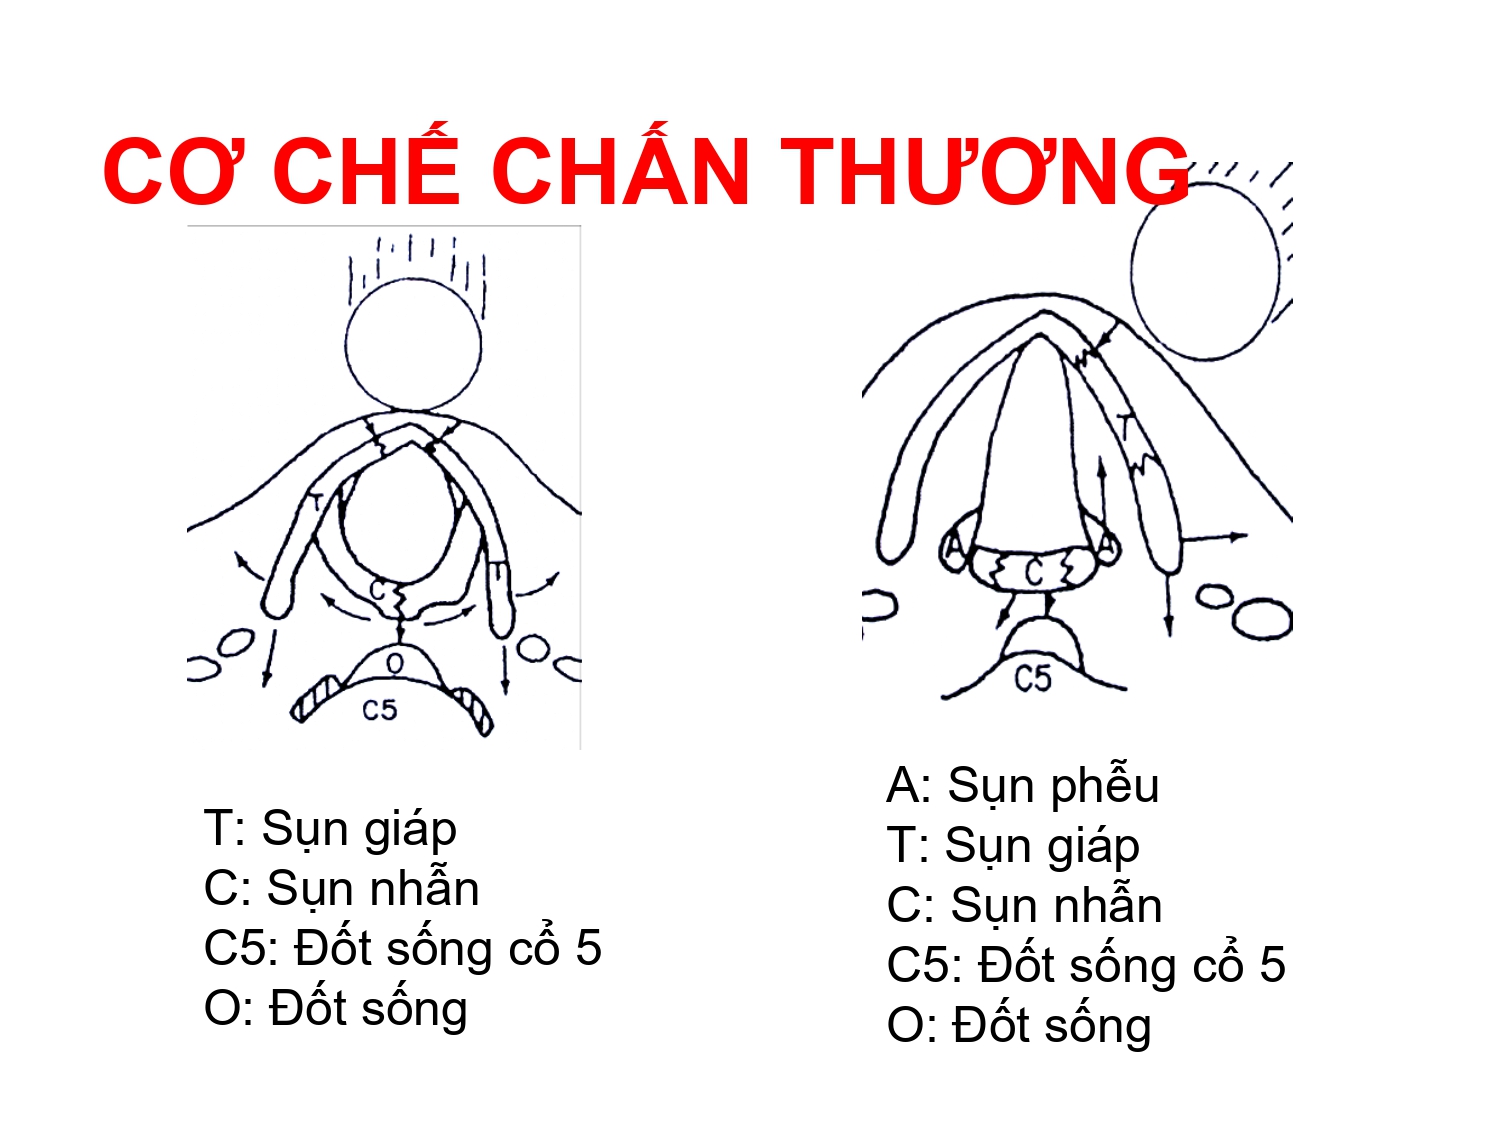 CƠ CHẾ CHẤN THƯƠNG
T
T
C
O
C5
T
A
C
A
C5
T: Sụn giáp
C: Sụn nhẫn
C5: Đốt sống cổ 5
O: Đốt sống
A: Sụn phễu
T: Sụn giáp
C: Sụn nhẫn
C5: Đốt sống cổ 5
O: Đốt sống